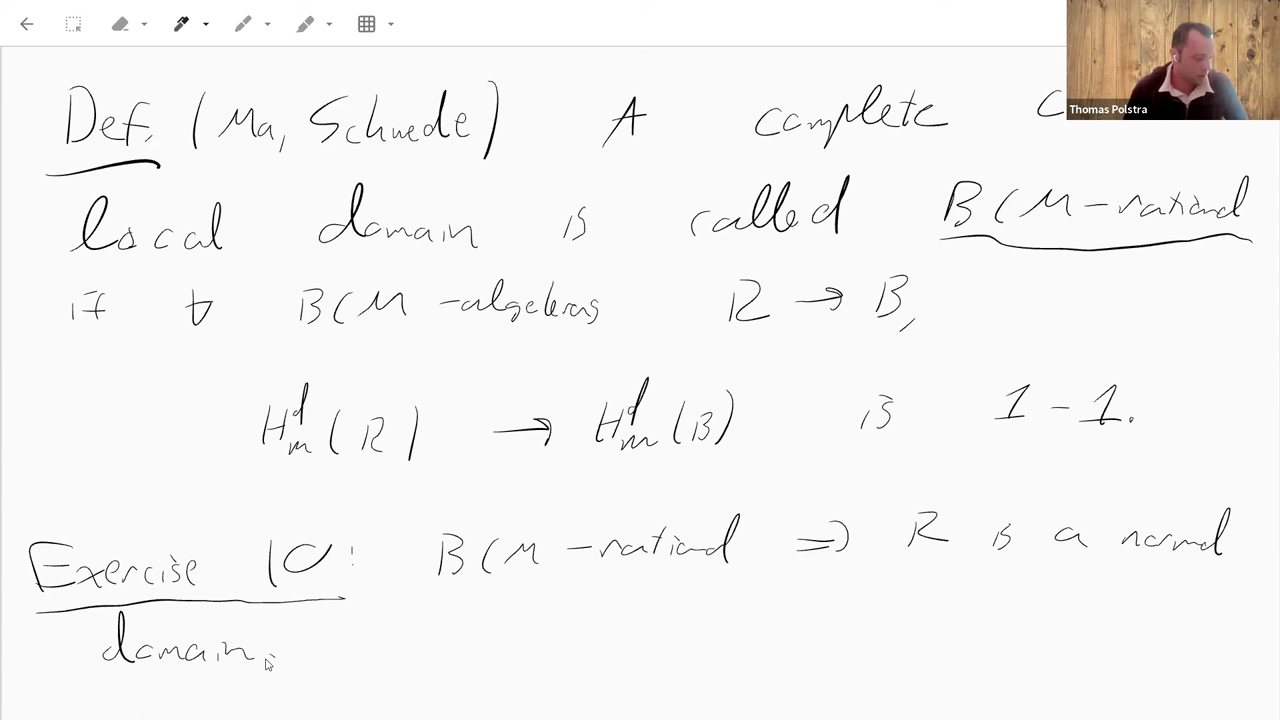 Def. (Ma, Schwede) A complete
local domain is called BCM-rational
if ∀ BCM-algebras R → B,
H^d_m(R) → H^d_m(B) is 1-1.
Exercise 10: BCM-rational ⇒ R is a normal
domain.
Thomas Polstra